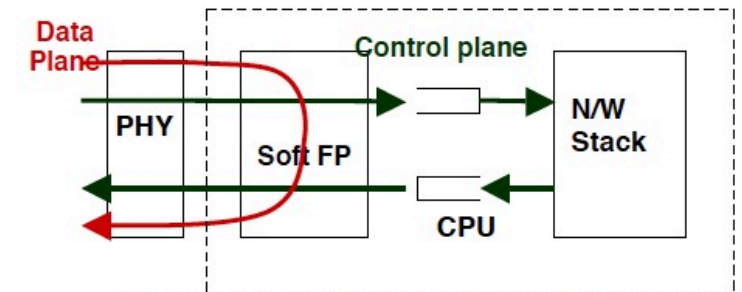 Data
Plane
Control plane
PHY
Soft FP
N/W
Stack
CPU